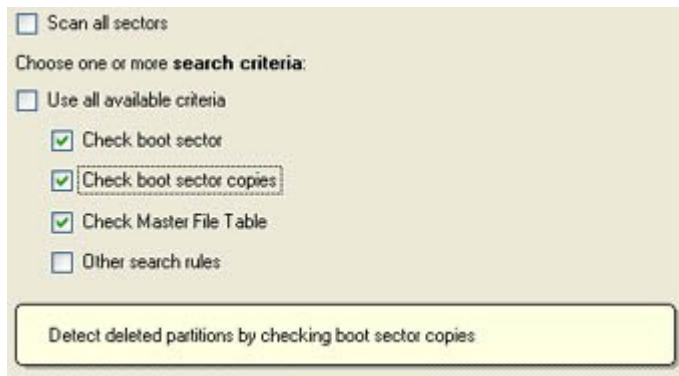 Scan all sectors
Choose one or more search criteria:
Use all available criteria
Check boot sector
Check boot sector copies
Check Master File Table
Other search rules
Detect deleted partitions by checking boot sector copies